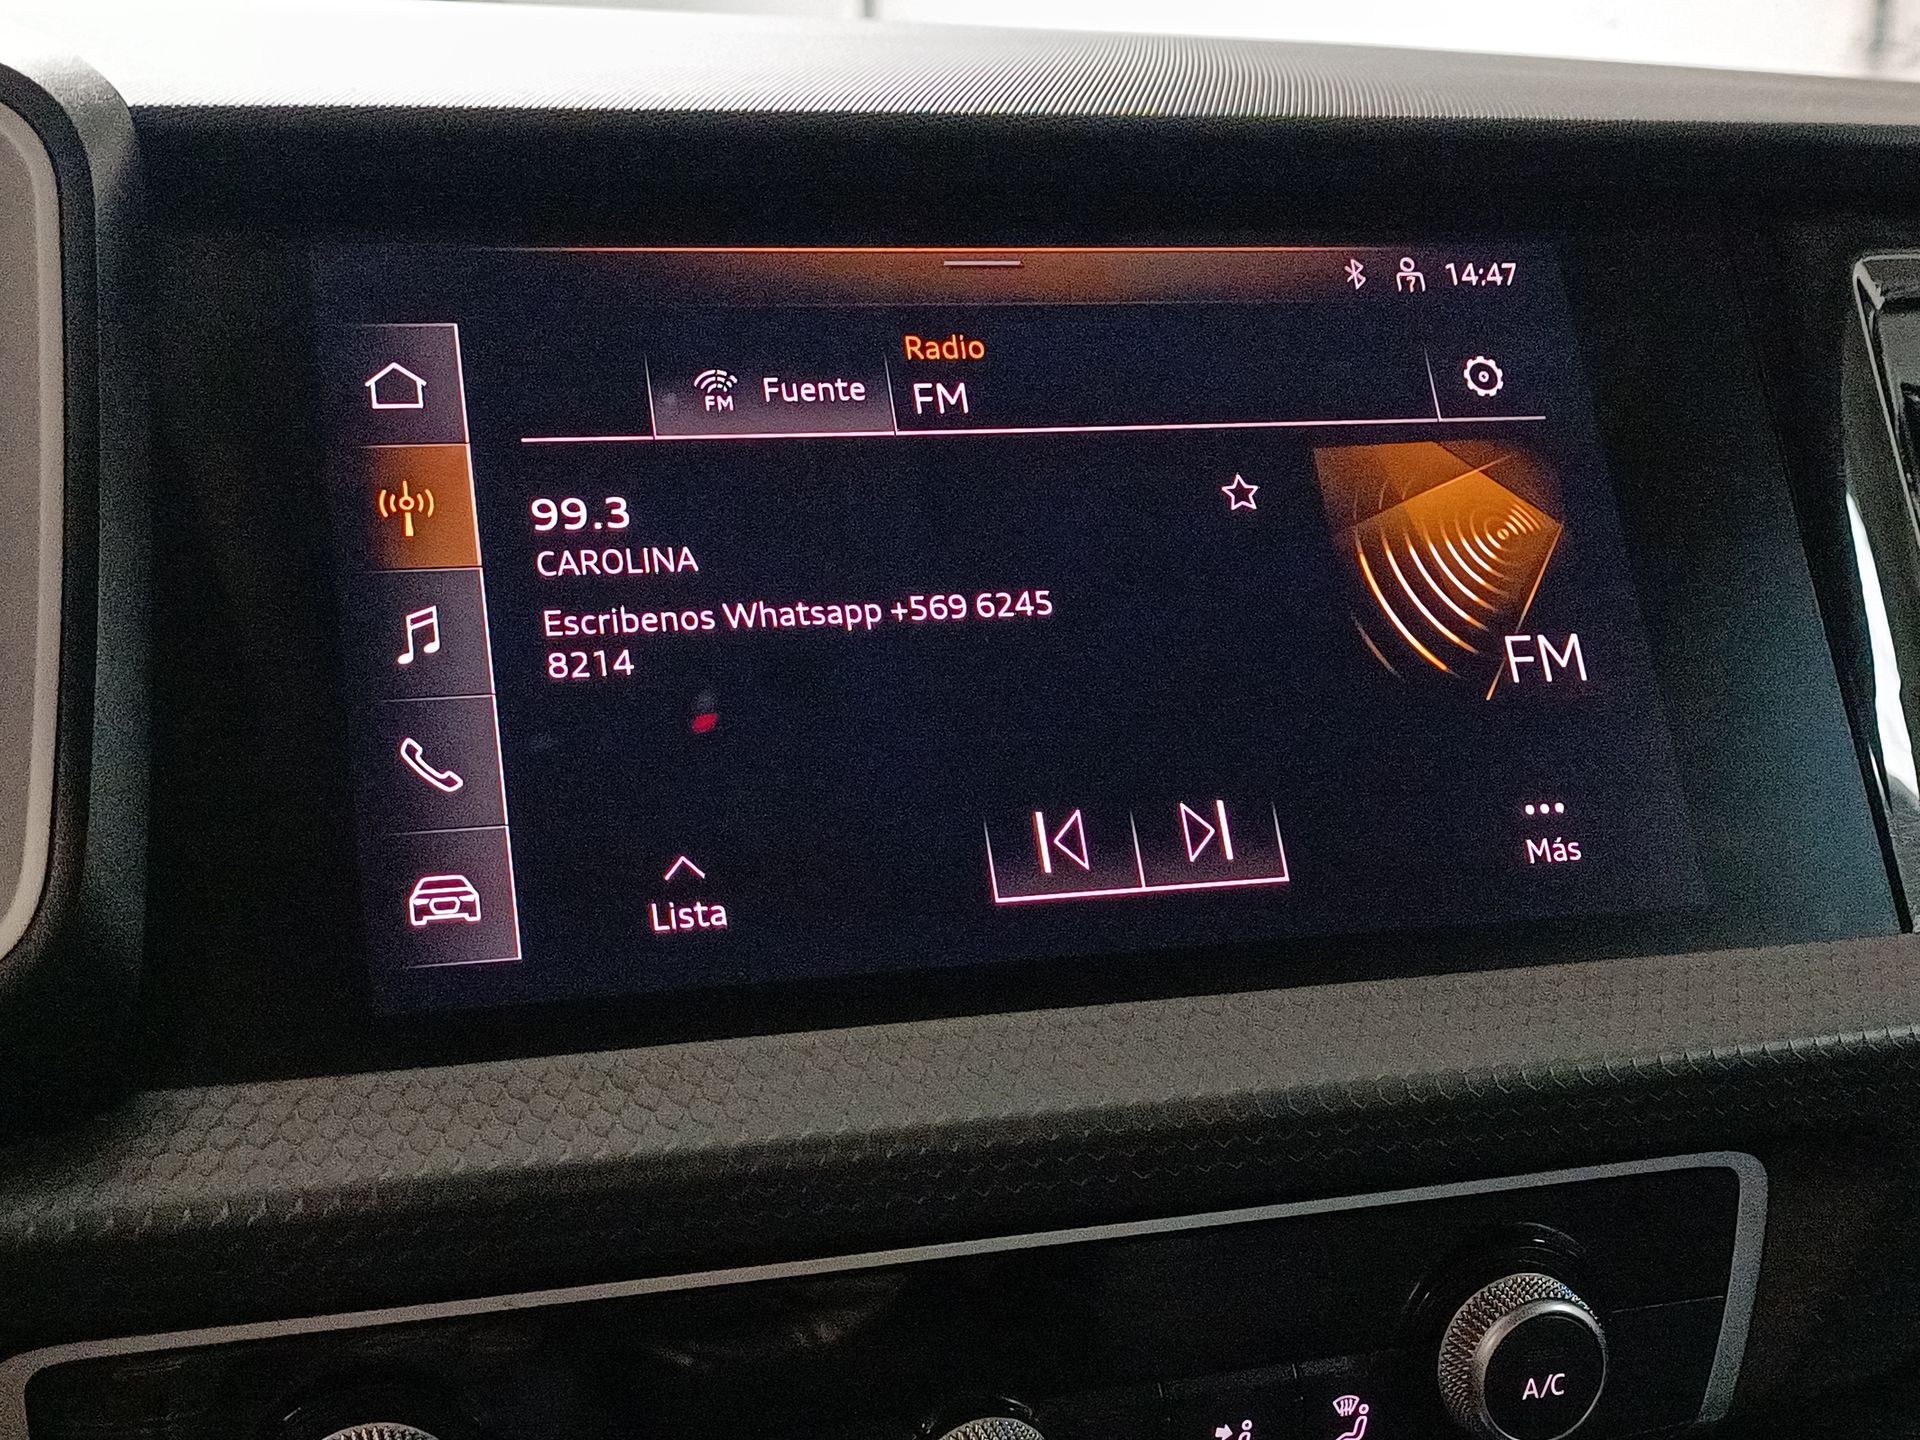 14:47
Radio
FM
Fuente
FM
99.3
CAROLINA
Escribenos Whatsapp +569 6245
8214
FM
Lista
Más
A/C